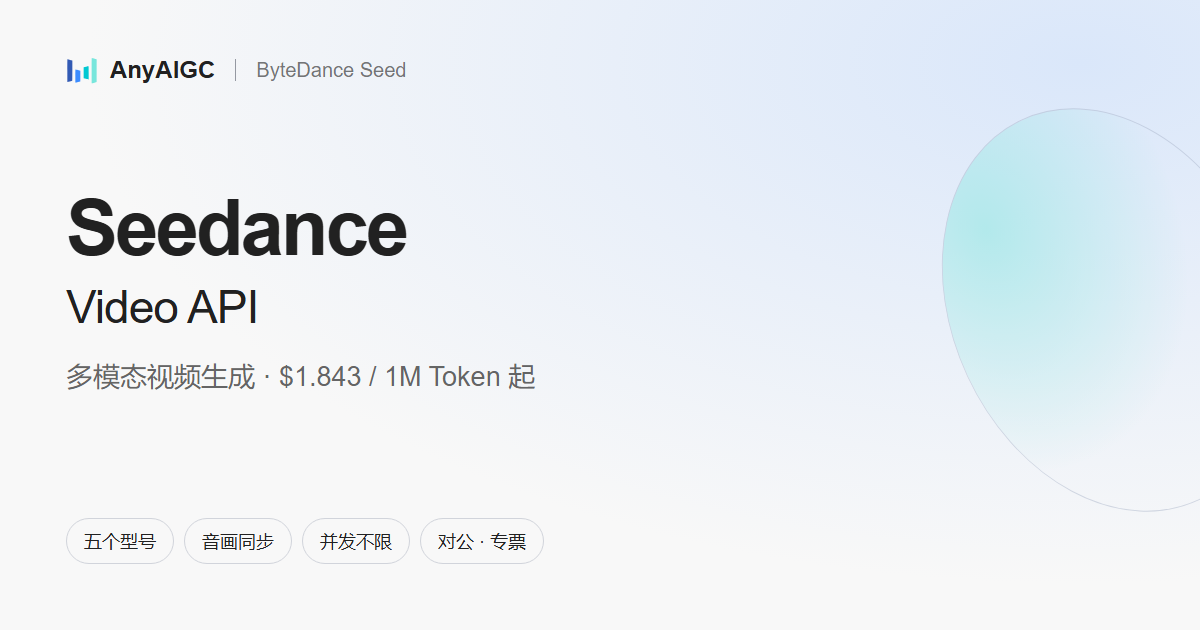 AnyAIGC | ByteDance Seed
Seedance
Video API
多模态视频生成 · $1.843 / 1M Token 起
五个型号 音画同步 并发不限 对公 · 专票